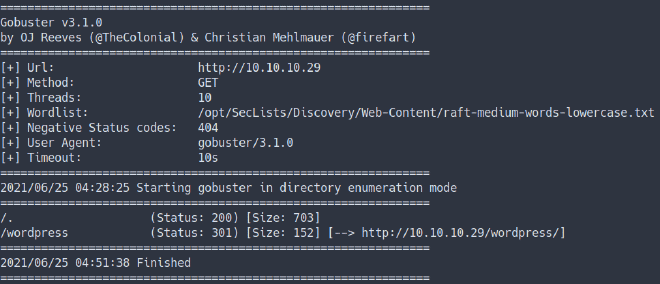 ===============================================================
Gobuster v3.1.0
by OJ Reeves (@TheColonial) & Christian Mehlmauer (@firefart)
===============================================================
[+] Url:                     http://10.10.10.29
[+] Method:                  GET
[+] Threads:                 10
[+] Wordlist:                /opt/SecLists/Discovery/Web-Content/raft-medium-words-lowercase.txt
[+] Negative Status codes:   404
[+] User Agent:              gobuster/3.1.0
[+] Timeout:                 10s
===============================================================
2021/06/25 04:28:25 Starting gobuster in directory enumeration mode
===============================================================
/.                    (Status: 200) [Size: 703]
/wordpress            (Status: 301) [Size: 152] [--> http://10.10.10.29/wordpress/]
===============================================================
2021/06/25 04:51:38 Finished
===============================================================